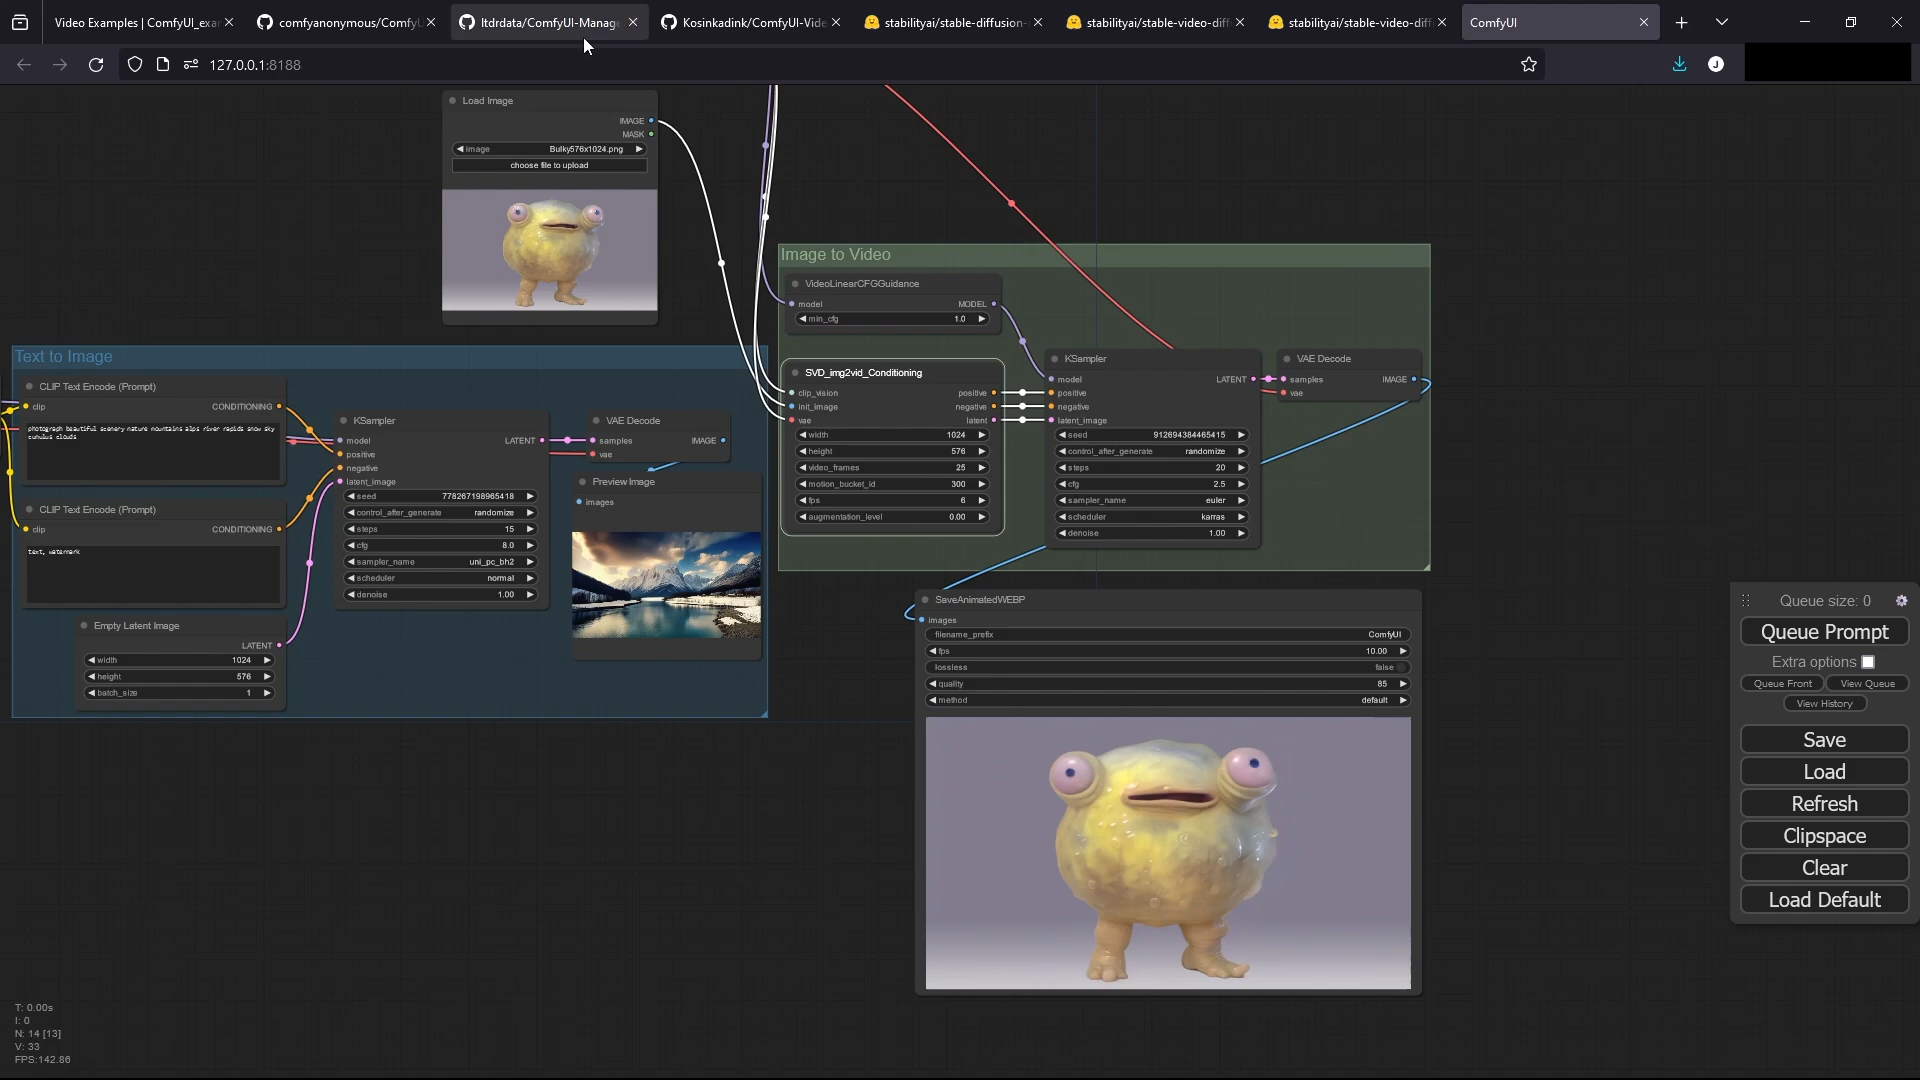 Video Examples | ComfyUI_exa
comfyanonymous/ComfyU
ltdrdata/ComfyUI-Manage
Kosinkadink/ComfyUI-Vide
stabilityai/stable-diffusion-
stabilityai/stable-video-diff
stabilityai/stable-video-diff
ComfyUI
127.0.0.1:8188
J
Load Image
IMAGE
MASK
image Bulky576x1024.png
choose file to upload
Image to Video
VideoLinearCFGGuidance
model MODEL
min_cfg 1.0
SVD_img2vid_Conditioning
clip_vision positive
init_image negative
vae latent
width 1024
height 576
video_frames 25
motion_bucket_id 300
fps 6
augmentation_level 0.00
KSampler
model LATENT
positive
negative
latent_image
seed 912694384465415
control_after_generate randomize
steps 20
cfg 2.5
sampler_name euler
scheduler karras
denoise 1.00
VAE Decode
samples IMAGE
vae
Text to Image
CLIP Text Encode (Prompt)
clip CONDITIONING
photograph beautiful scenery nature mountains alps river rapids snow sky
cumulus clouds
CLIP Text Encode (Prompt)
clip CONDITIONING
text, watermark
Empty Latent Image
LATENT
width 1024
height 576
batch_size 1
KSampler
model LATENT
positive
negative
latent_image
seed 778267198965418
control_after_generate randomize
steps 15
cfg 8.0
sampler_name uni_pc_bh2
scheduler normal
denoise 1.00
VAE Decode
samples IMAGE
vae
Preview Image
images
SaveAnimatedWEBP
images
filename_prefix ComfyUI
fps 10.00
lossless false
quality 85
method default
Queue size: 0
Queue Prompt
Extra options
Queue Front View Queue
View History
Save
Load
Refresh
Clipspace
Clear
Load Default
T: 0.00s
I: 0
N: 14 [13]
V: 33
FPS:142.86